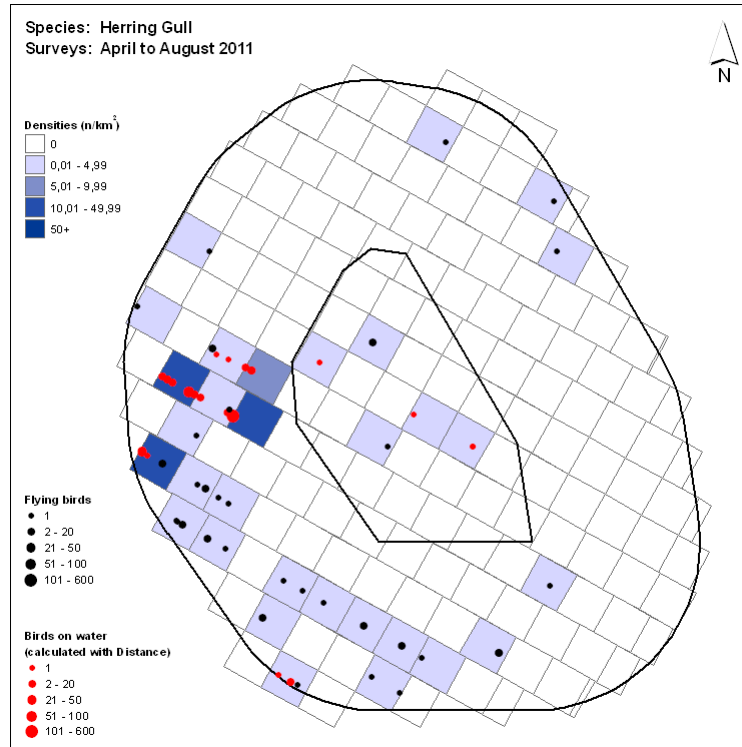 Species: Herring Gull
Surveys: April to August 2011
N
Densities (n/km²)
0
0,01 - 4,99
5,01 - 9,99
10,01 - 49,99
50+
Flying birds
1
2 - 20
21 - 50
51 - 100
101 - 600
Birds on water
(calculated with Distance)
1
2 - 20
21 - 50
51 - 100
101 - 600